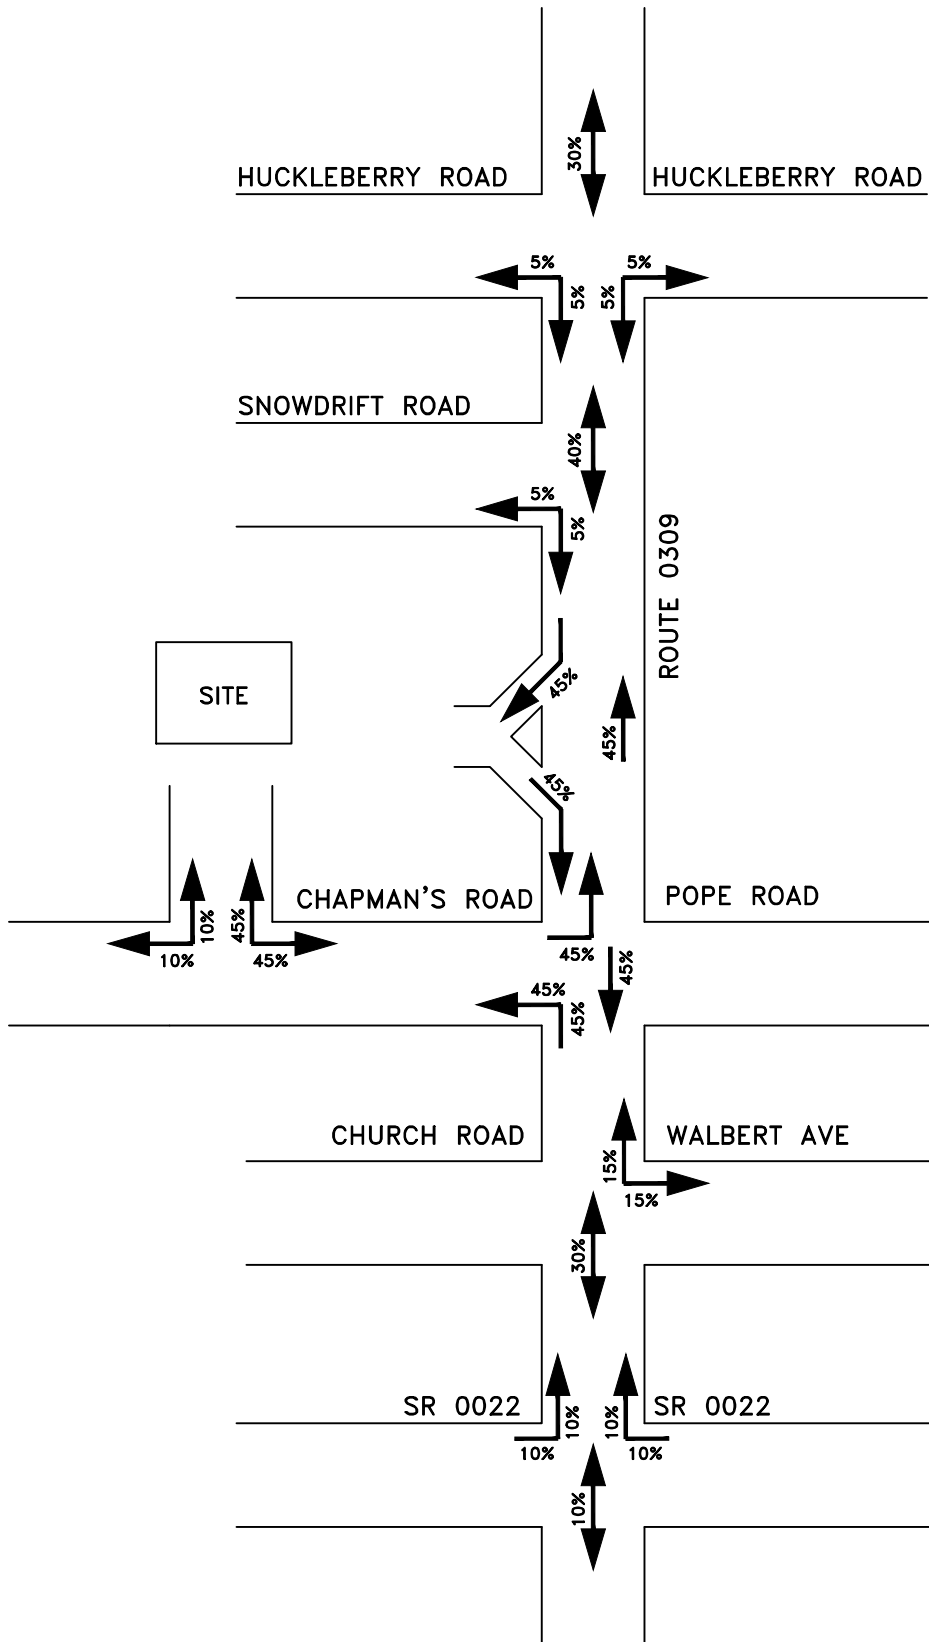 30%
HUCKLEBERRY ROAD
HUCKLEBERRY ROAD
5%
5%
5%
5%
SNOWDRIFT ROAD
40%
5%
5%
ROUTE 0309
SITE
45%
45%
45%
CHAPMAN'S ROAD
POPE ROAD
10%
45%
10%
45%
45%
45%
45%
45%
CHURCH ROAD
WALBERT AVE
15%
15%
30%
SR 0022
SR 0022
10%
10%
10%
10%
10%